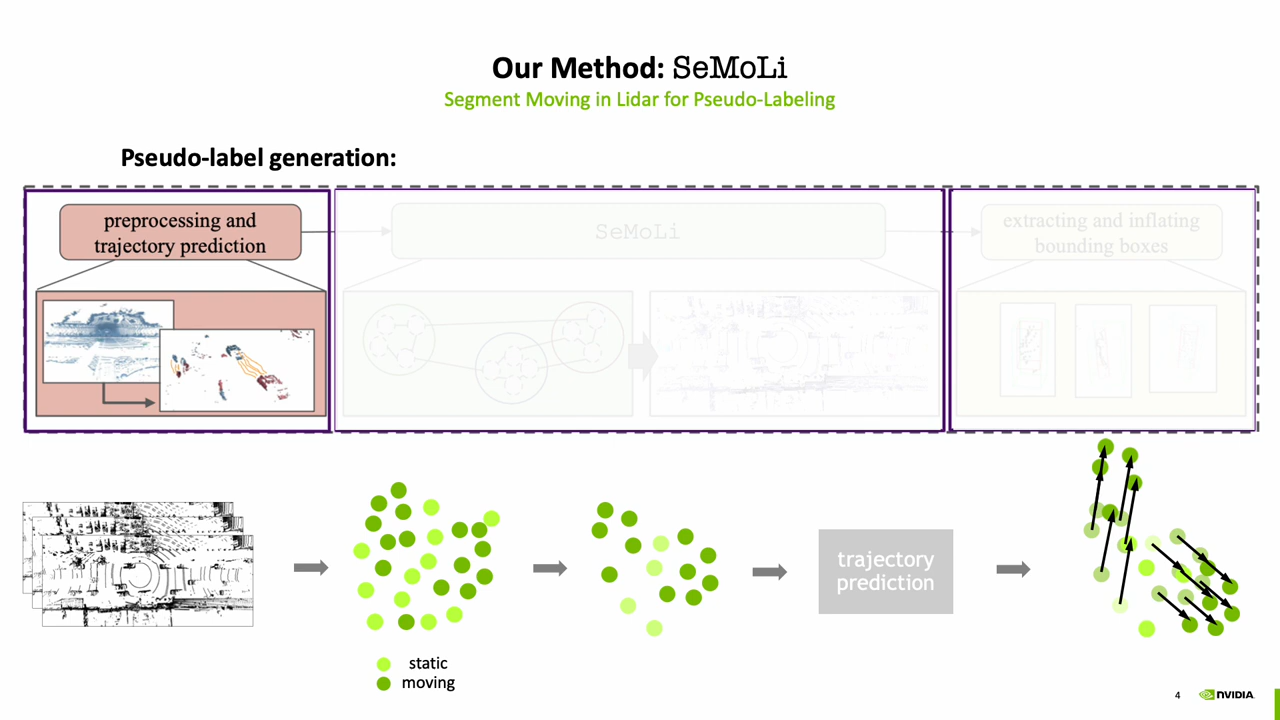 Our Method: SeMoLi
Segment Moving in Lidar for Pseudo-Labeling
Pseudo-label generation:
preprocessing and
trajectory prediction
SeMoLi
extracting and inflating
bounding boxes
trajectory
prediction
static
moving
4
NVIDIA